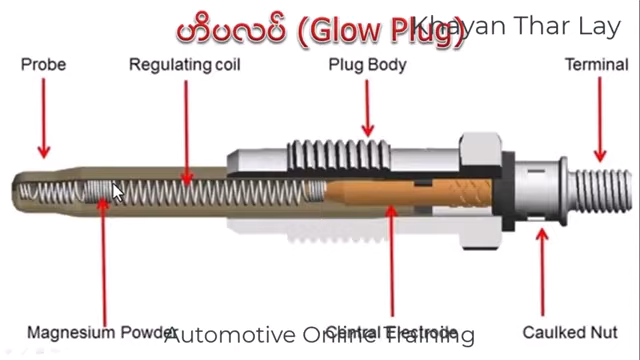 ဟီပလပ် (Glow Plug)
Khayan Thar Lay
Probe
Regulating coil
Plug Body
Terminal
Magnesium Powder
Central Electrode
Caulked Nut
Automotive Online Training